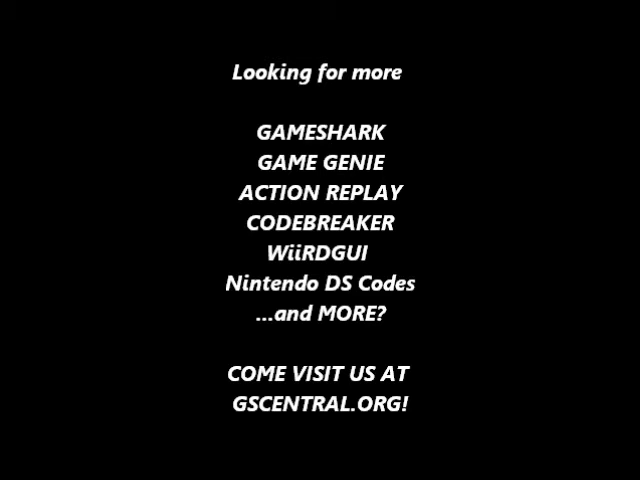 Looking for more
GAMESHARK
GAME GENIE
ACTION REPLAY
CODEBREAKER
WiiRDGUI
Nintendo DS Codes
...and MORE?
COME VISIT US AT
GSCENTRAL.ORG!